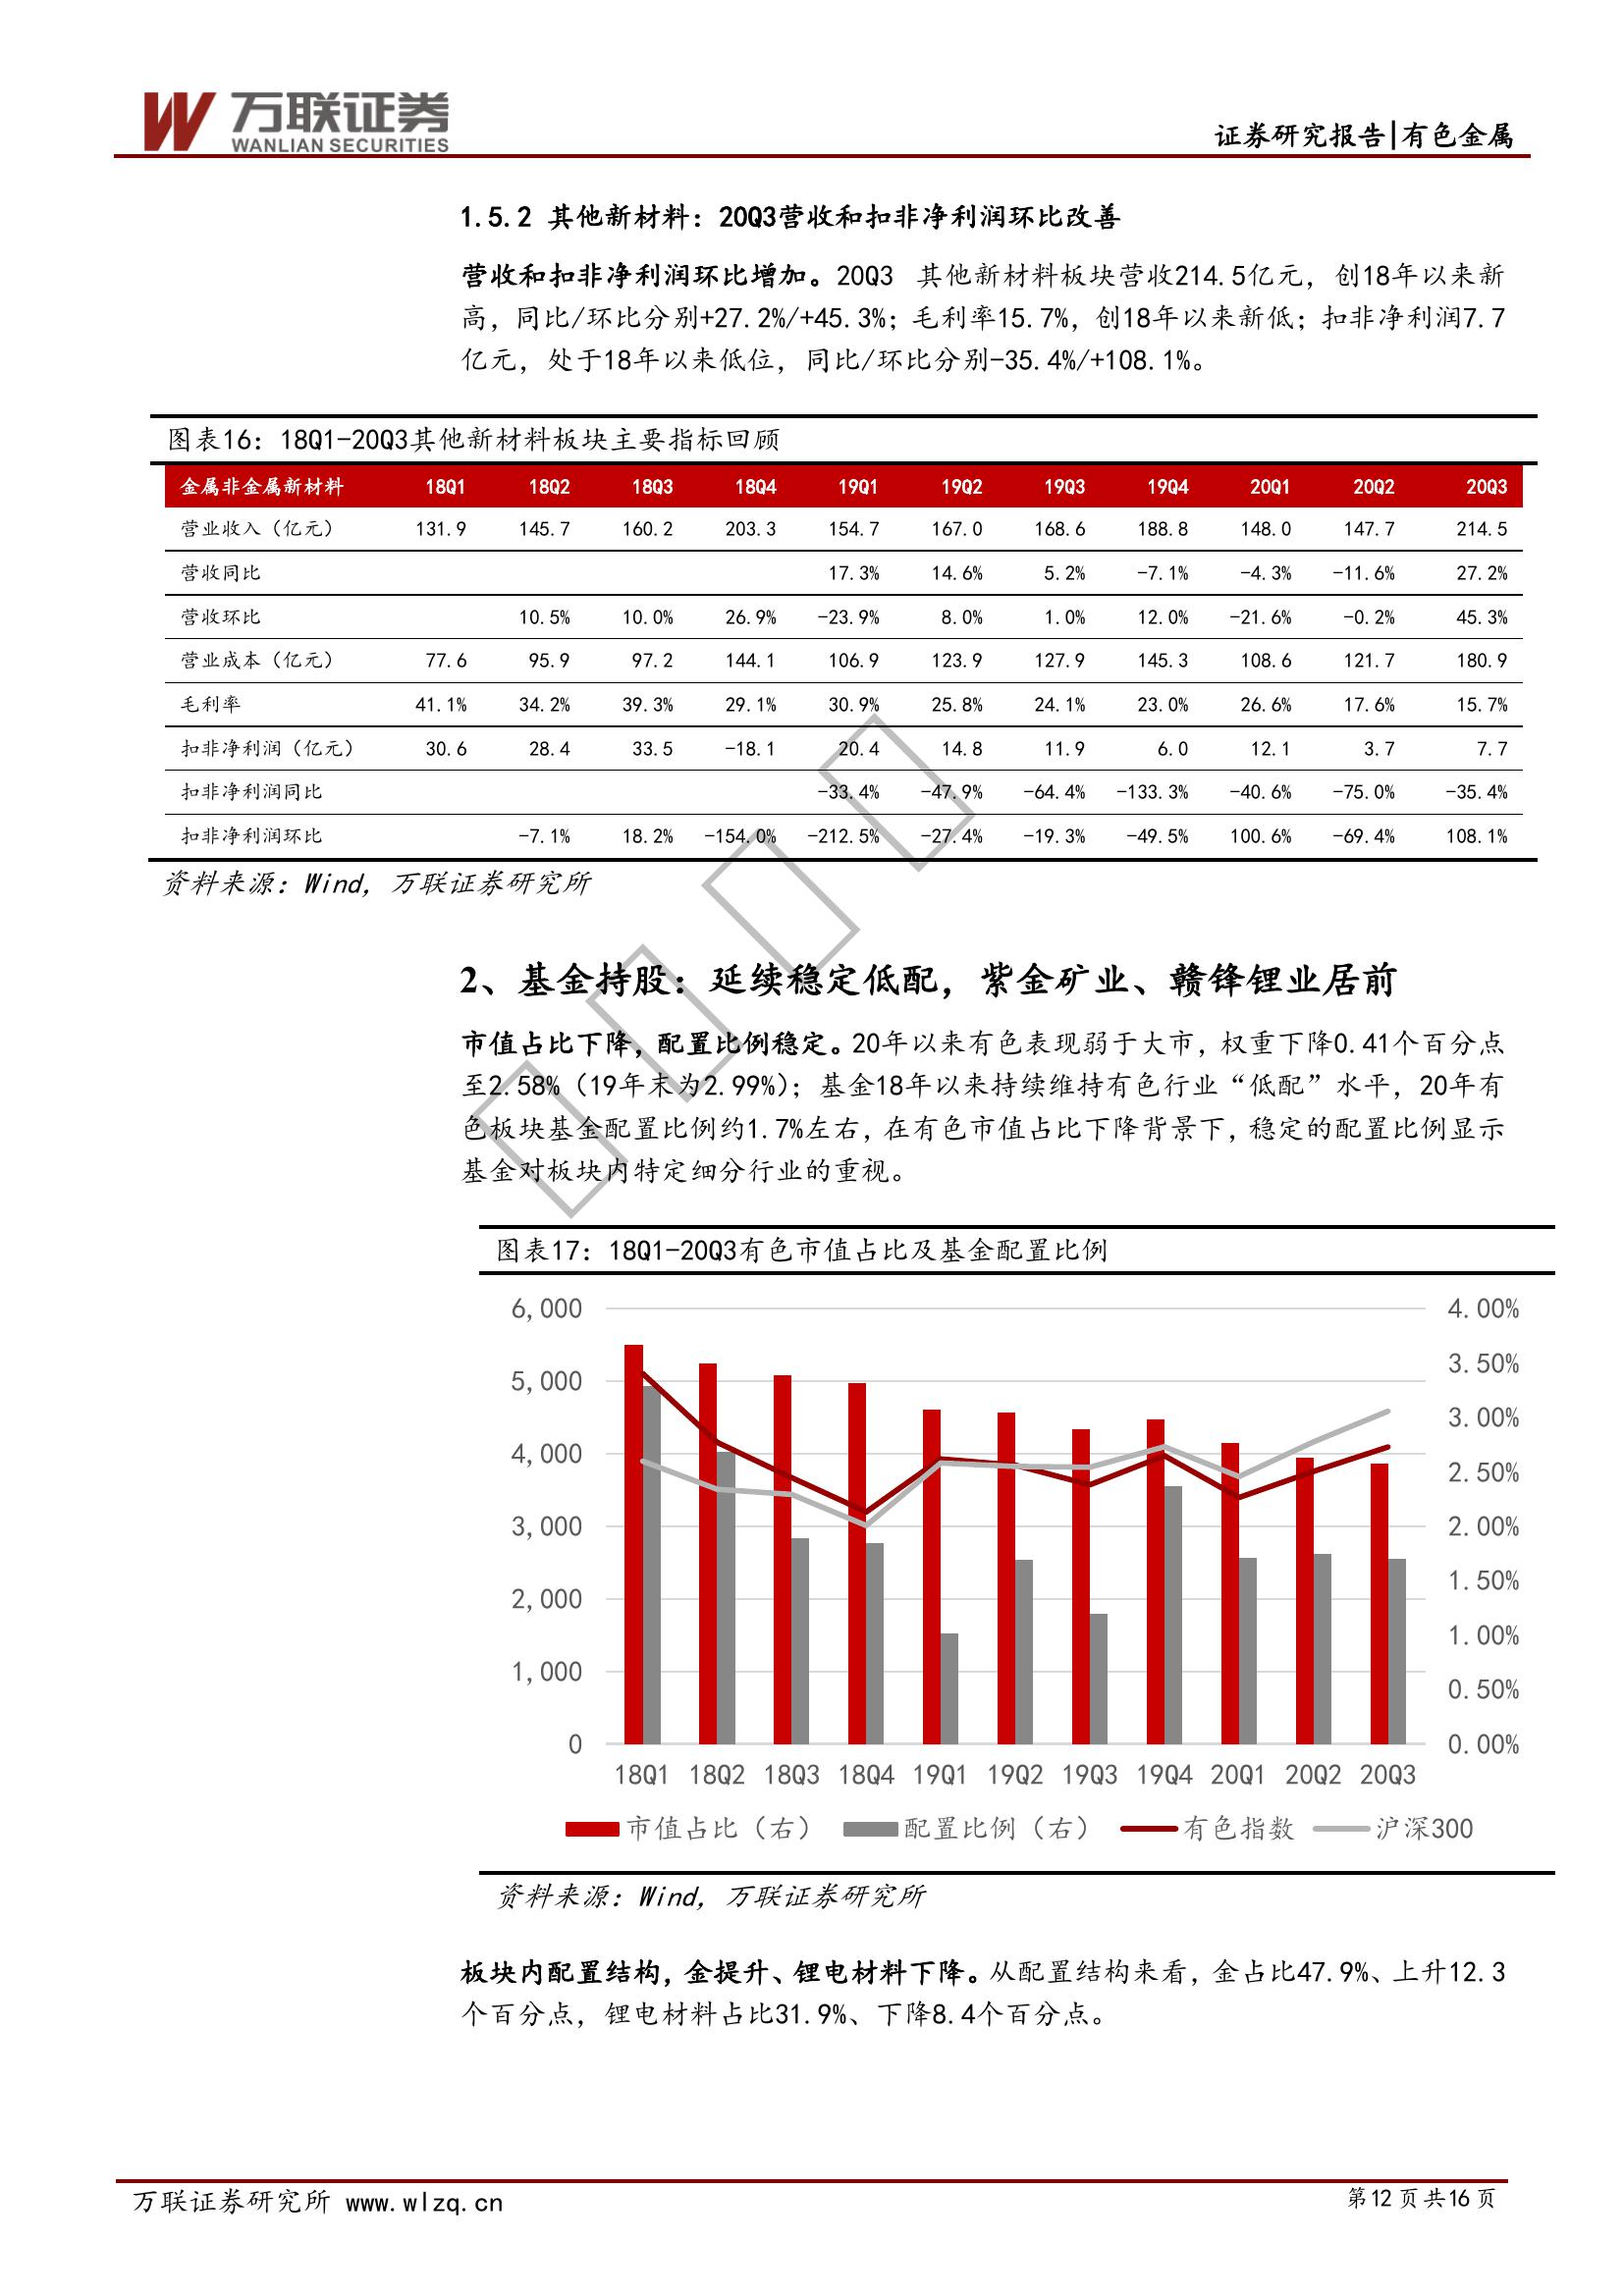 万联证券
WANLIAN SECURITIES
证券研究报告|有色金属
1.5.2 其他新材料：20Q3营收和扣非净利润环比改善
营收和扣非净利润环比增加。20Q3 其他新材料板块营收214.5亿元，创18年以来新
高，同比/环比分别+27.2%/+45.3%；毛利率15.7%，创18年以来新低；扣非净利润7.7
亿元，处于18年以来低位，同比/环比分别-35.4%/+108.1%。
图表16：18Q1-20Q3其他新材料板块主要指标回顾
金属非金属新材料 18Q1 18Q2 18Q3 18Q4 19Q1 19Q2 19Q3 19Q4 20Q1 20Q2 20Q3
营业收入（亿元） 131.9 145.7 160.2 203.3 154.7 167.0 168.6 188.8 148.0 147.7 214.5
营收同比 17.3% 14.6% 5.2% -7.1% -4.3% -11.6% 27.2%
营收环比 10.5% 10.0% 26.9% -23.9% 8.0% 1.0% 12.0% -21.6% -0.2% 45.3%
营业成本（亿元） 77.6 95.9 97.2 144.1 106.9 123.9 127.9 145.3 108.6 121.7 180.9
毛利率 41.1% 34.2% 39.3% 29.1% 30.9% 25.8% 24.1% 23.0% 26.6% 17.6% 15.7%
扣非净利润（亿元） 30.6 28.4 33.5 -18.1 20.4 14.8 11.9 6.0 12.1 3.7 7.7
扣非净利润同比 -33.4% -47.9% -64.4% -133.3% -40.6% -75.0% -35.4%
扣非净利润环比 -7.1% 18.2% -154.0% -212.5% -27.4% -19.3% -49.5% 100.6% -69.4% 108.1%
资料来源：Wind，万联证券研究所
2、基金持股：延续稳定低配，紫金矿业、赣锋锂业居前
市值占比下降，配置比例稳定。20年以来有色表现弱于大市，权重下降0.41个百分点
至2.58%（19年末为2.99%）；基金18年以来持续维持有色行业“低配”水平，20年有
色板块基金配置比例约1.7%左右，在有色市值占比下降背景下，稳定的配置比例显示
基金对板块内特定细分行业的重视。
图表17：18Q1-20Q3有色市值占比及基金配置比例
6,000 4.00%
3.50%
5,000
3.00%
4,000
2.50%
3,000 2.00%
1.50%
2,000
1.00%
1,000
0.50%
0 0.00%
18Q1 18Q2 18Q3 18Q4 19Q1 19Q2 19Q3 19Q4 20Q1 20Q2 20Q3
市值占比（右） 配置比例（右） 有色指数 沪深300
资料来源：Wind，万联证券研究所
板块内配置结构，金提升、锂电材料下降。从配置结构来看，金占比47.9%、上升12.3
个百分点，锂电材料占比31.9%、下降8.4个百分点。
万联证券研究所 www.wlzq.cn 第12页共16页